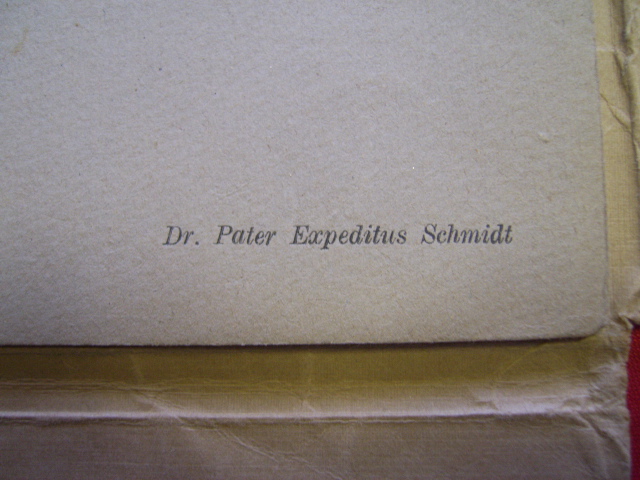 Dr. Pater Expeditus Schmidt